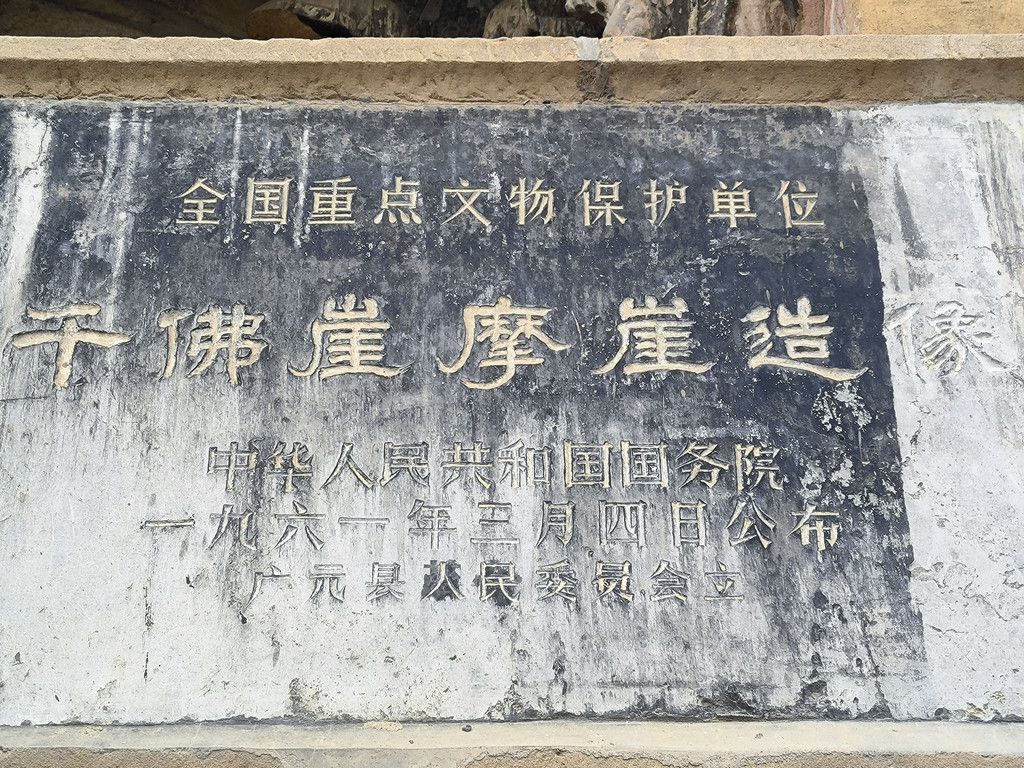 全国重点文物保护单位
千佛崖摩崖造像
中华人民共和国国务院
一九六一年三月四日公布
广元县人民委员会立